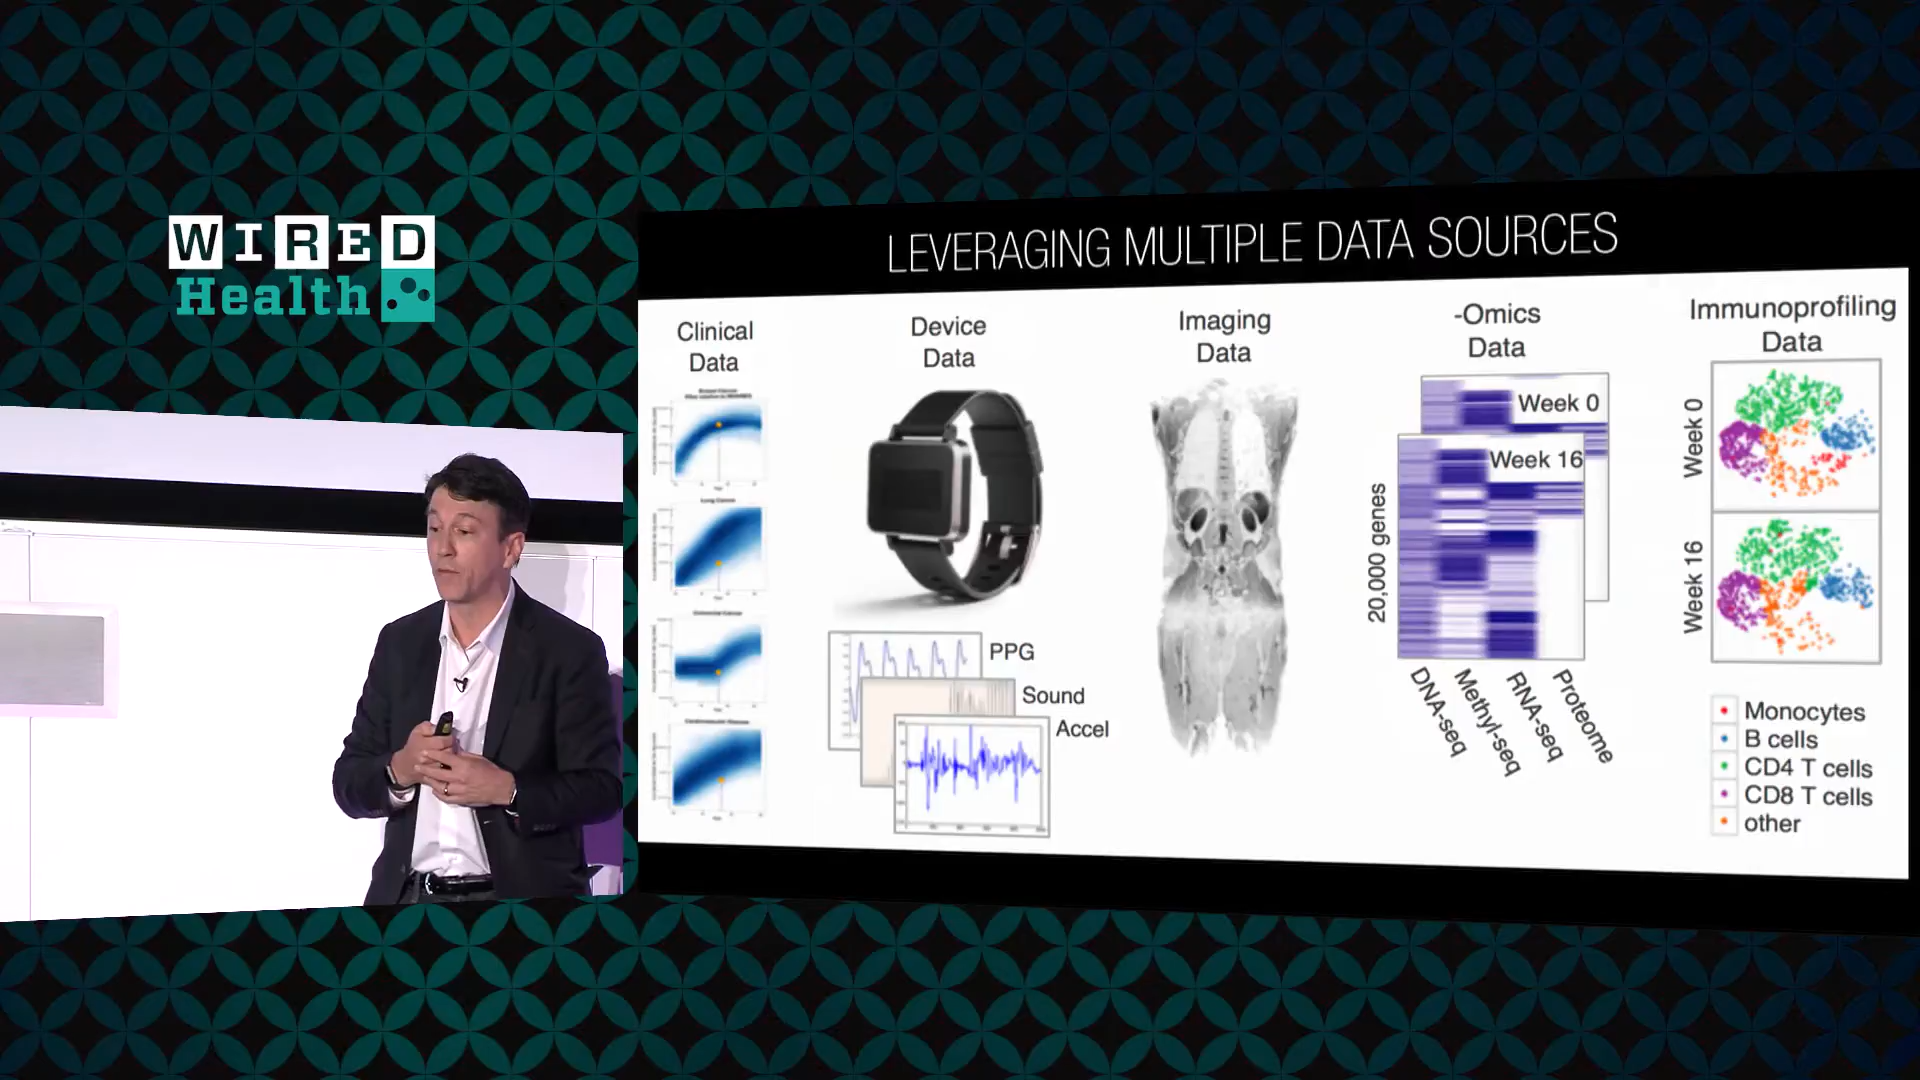 WIRED
Health
LEVERAGING MULTIPLE DATA SOURCES
Clinical
Data
Device
Data
PPG
Sound
Accel
Imaging
Data
-Omics
Data
Week 0
Week 16
20,000 genes
DNA-seq
Methyl-seq
RNA-seq
Proteome
Immunoprofiling
Data
Week 0
Week 16
Monocytes
B cells
CD4 T cells
CD8 T cells
other